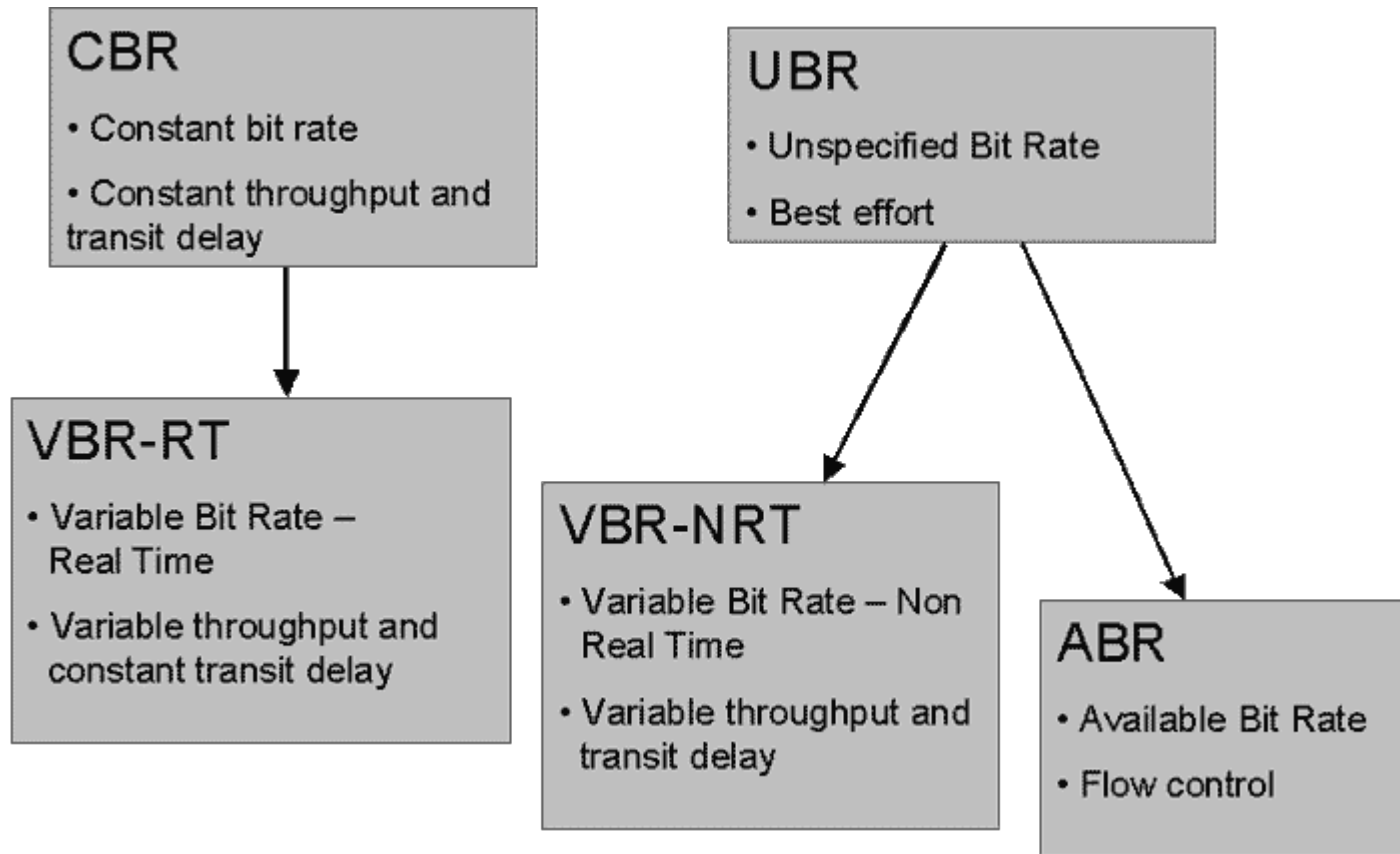 CBR
• Constant bit rate
• Constant throughput and
transit delay
UBR
• Unspecified Bit Rate
• Best effort
VBR-RT
• Variable Bit Rate –
Real Time
• Variable throughput and
constant transit delay
VBR-NRT
• Variable Bit Rate – Non
Real Time
• Variable throughput and
transit delay
ABR
• Available Bit Rate
• Flow control